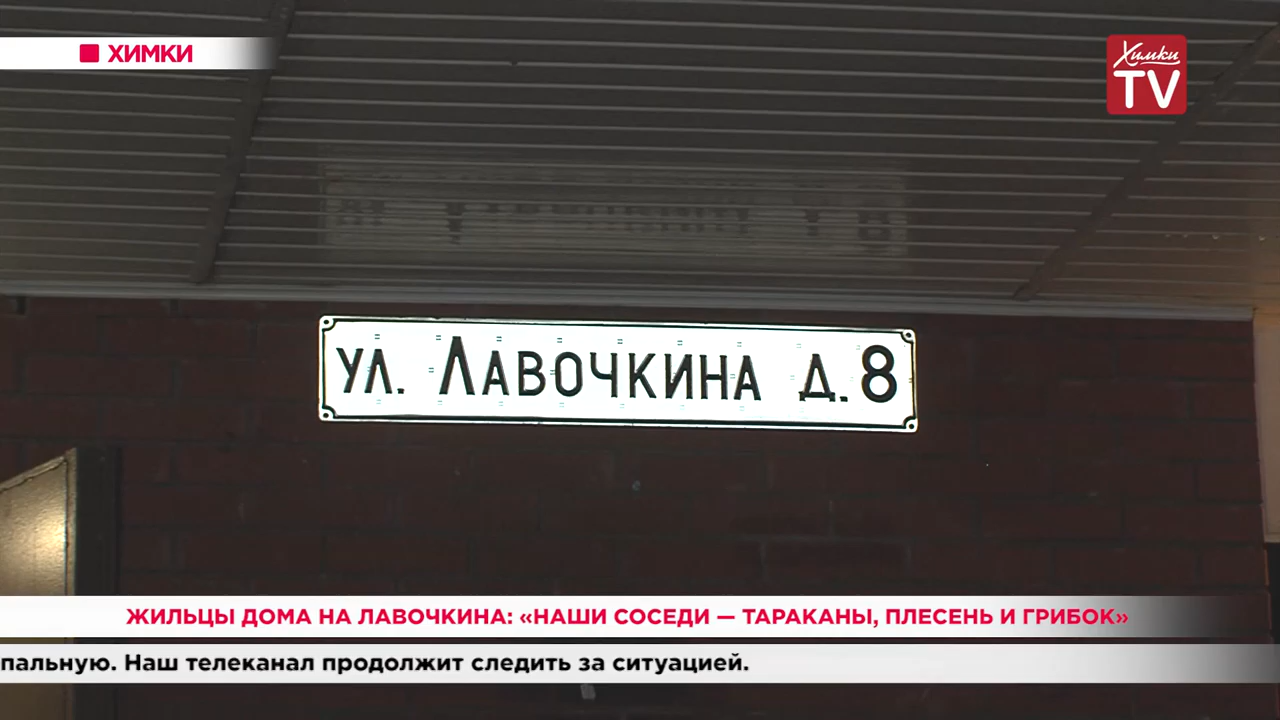 ХИМКИ
Химки
TV
УЛ. ЛАВОЧКИНА Д.8
ЖИЛЬЦЫ ДОМА НА ЛАВОЧКИНА: «НАШИ СОСЕДИ — ТАРАКАНЫ, ПЛЕСЕНЬ И ГРИБОК»
пальную. Наш телеканал продолжит следить за ситуацией.